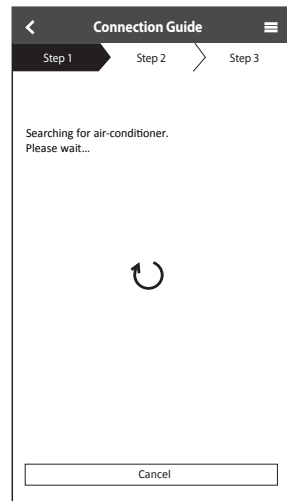 Connection Guide
Step 1 Step 2 Step 3
Searching for air-conditioner.
Please wait...
Cancel